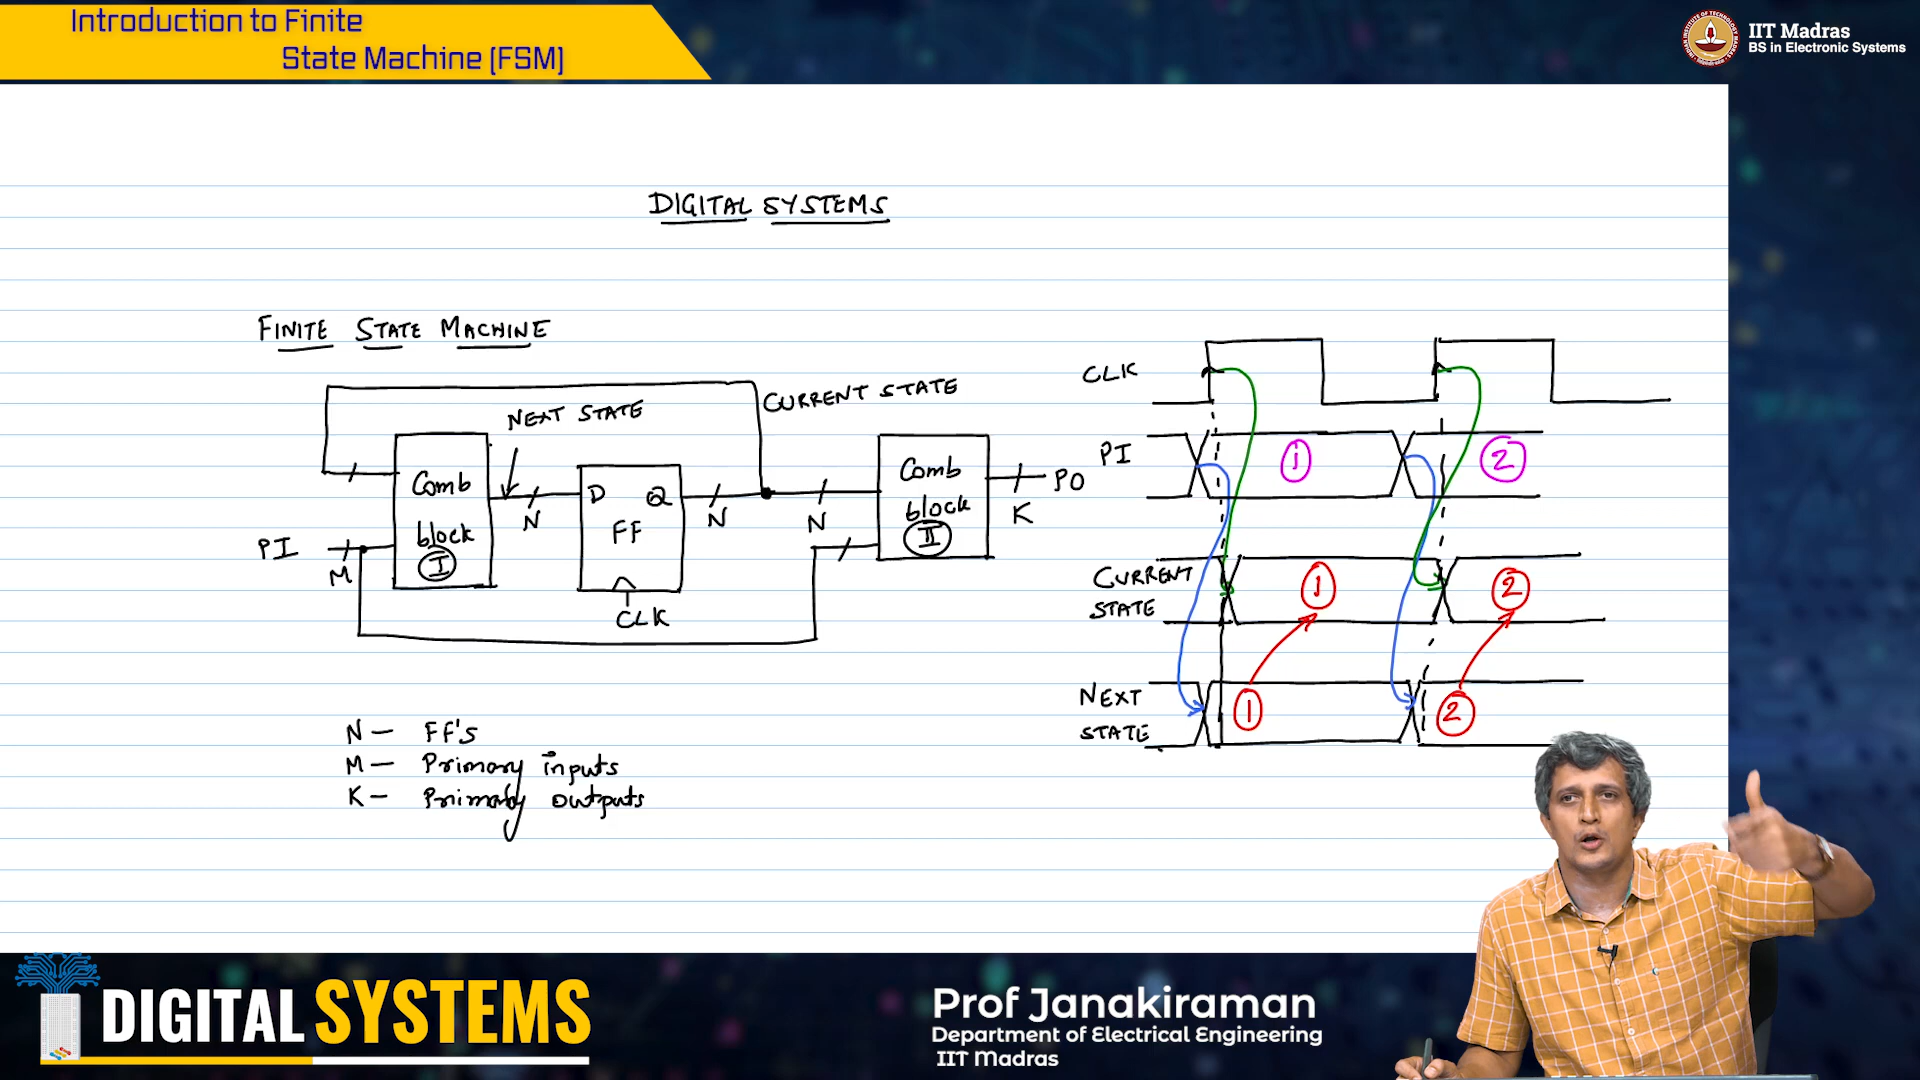 Introduction to Finite
State Machine (FSM)
IIT Madras
BS in Electronic Systems
DIGITAL SYSTEMS
FINITE STATE MACHINE
CURRENT STATE
NEXT STATE
Comb
block
I
PI
M
N
D Q
FF
CLK
N
N
Comb
block
II
PO
K
N — FF'S
M — Primary inputs
K — Primary outputs
CLK
PI
1
2
CURRENT
STATE
1
2
NEXT
STATE
1
2
DIGITAL SYSTEMS
Prof Janakiraman
Department of Electrical Engineering
IIT Madras